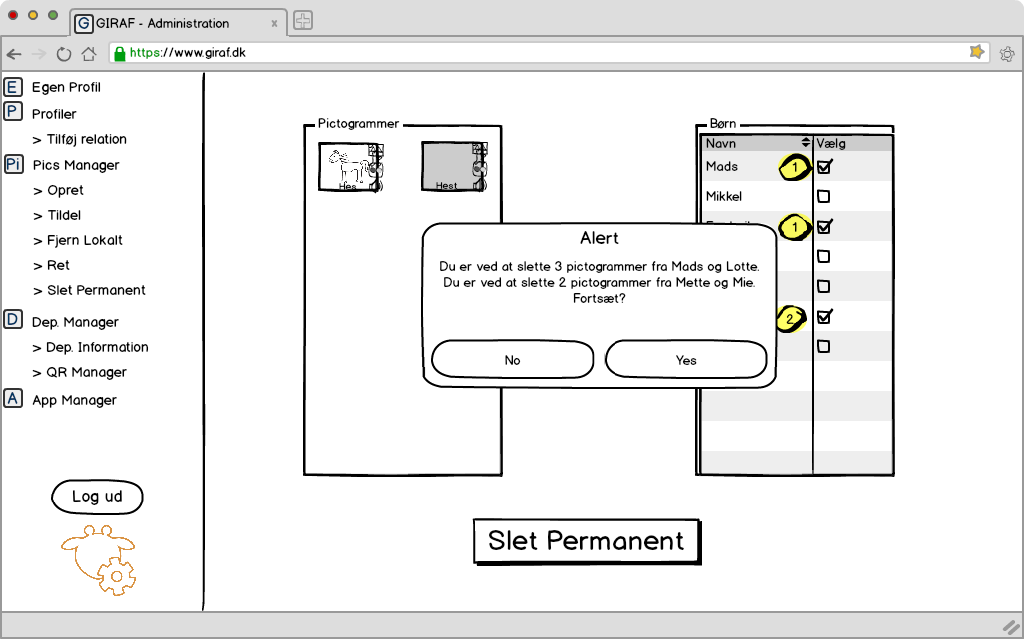 G GIRAF - Administration x
https://www.giraf.dk
E Egen Profil
P Profiler
> Tilføj relation
Pi Pics Manager
> Opret
> Tildel
> Fjern Lokalt
> Ret
> Slet Permanent
D Dep. Manager
> Dep. Information
> QR Manager
A App Manager
Log ud
Pictogrammer
Hes
Hest
Børn
Navn Vælg
Mads 1
Mikkel
1
2
Alert
Du er ved at slette 3 pictogrammer fra Mads og Lotte.
Du er ved at slette 2 pictogrammer fra Mette og Mie.
Fortsæt?
No Yes
Slet Permanent